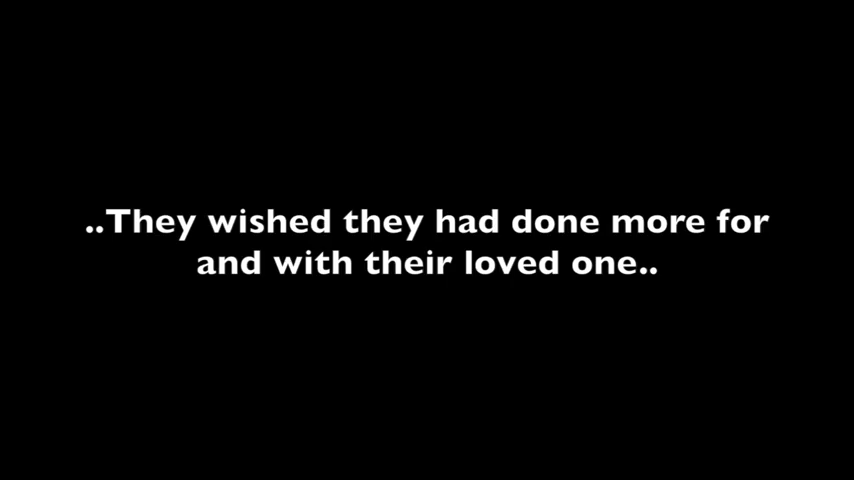 ..They wished they had done more for
and with their loved one..